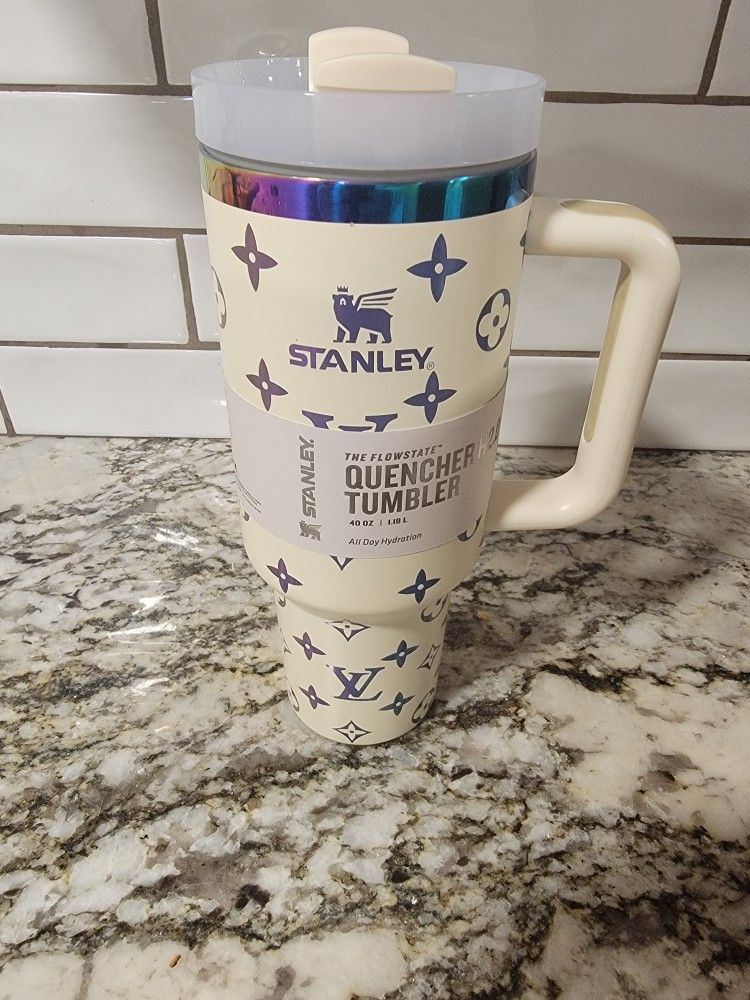 STANLEY®
STANLEY.
THE FLOWSTATE™
QUENCHER H2.0
TUMBLER
40 OZ | 1.18 L
All Day Hydration
LV